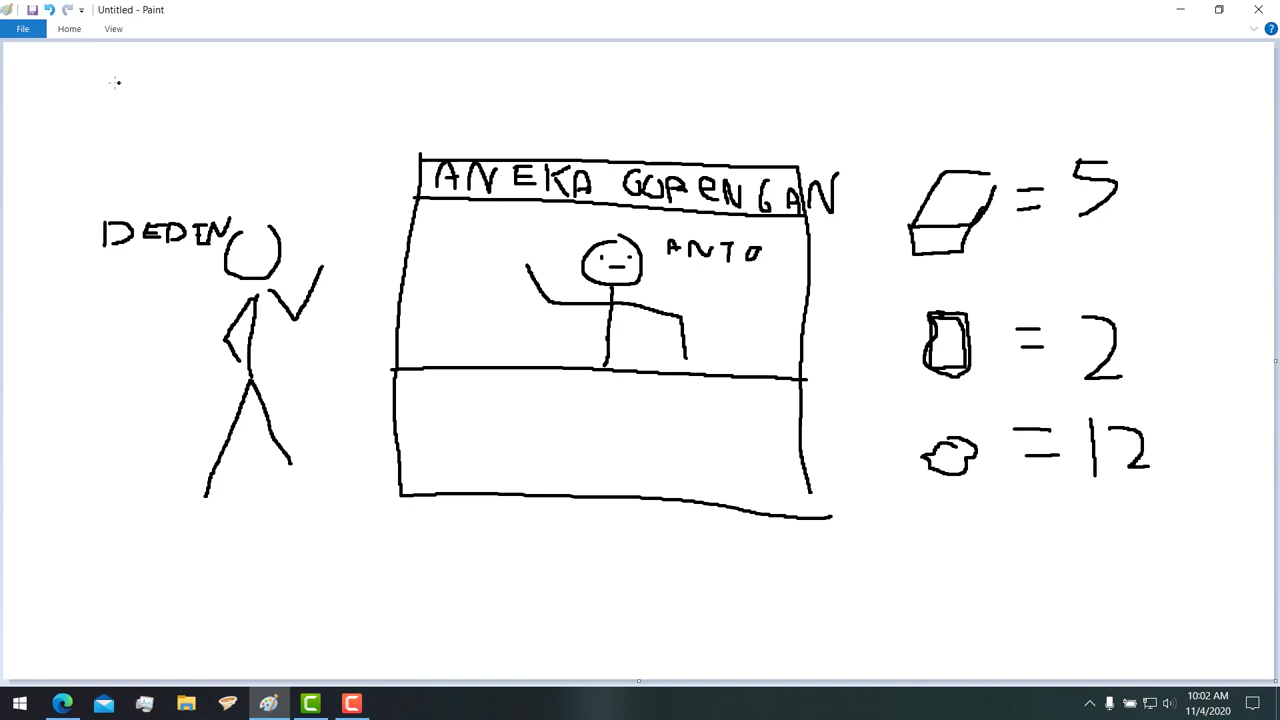 Untitled - Paint
File Home View
ANEKA GORENGAN
DEDIN
ANTO
= 5
= 2
= 12
10:02 AM
11/4/2020